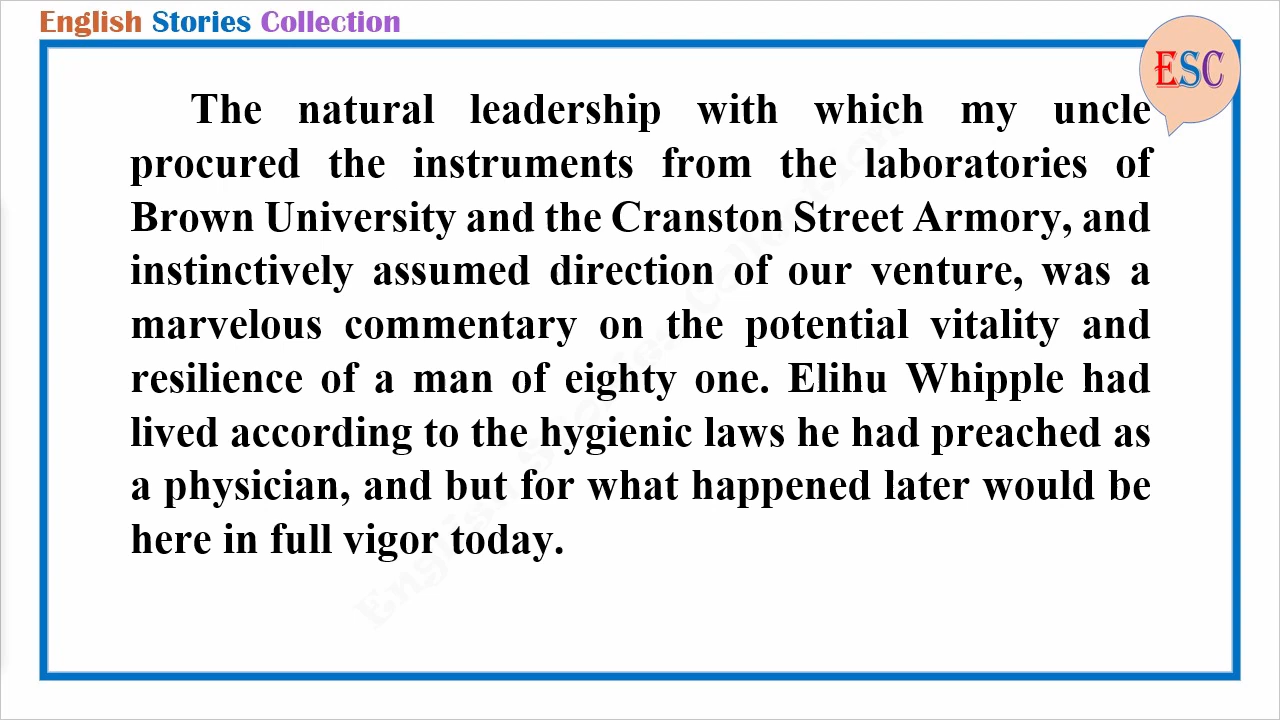 English Stories Collection
ESC
The natural leadership with which my uncle
procured the instruments from the laboratories of
Brown University and the Cranston Street Armory, and
instinctively assumed direction of our venture, was a
marvelous commentary on the potential vitality and
resilience of a man of eighty one. Elihu Whipple had
lived according to the hygienic laws he had preached as
a physician, and but for what happened later would be
here in full vigor today.
English Stories Collection